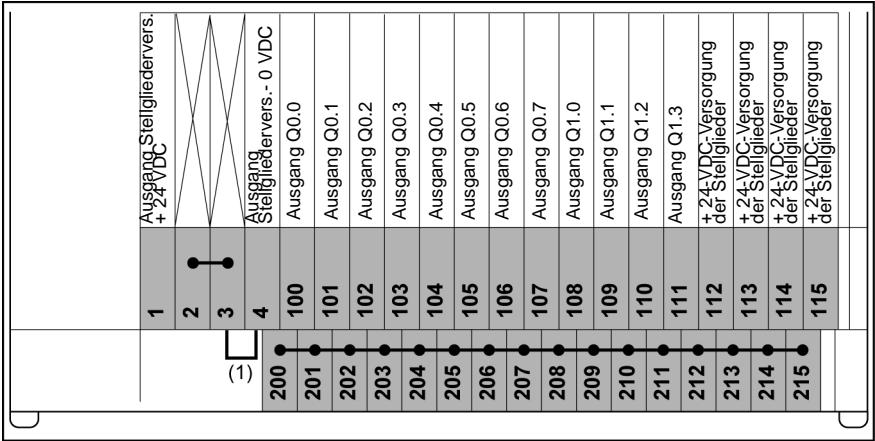 Ausgang Stellgliedervers.
+ 24 VDC
Ausgang
Stellgliedervers.- 0 VDC
Ausgang Q0.0
Ausgang Q0.1
Ausgang Q0.2
Ausgang Q0.3
Ausgang Q0.4
Ausgang Q0.5
Ausgang Q0.6
Ausgang Q0.7
Ausgang Q1.0
Ausgang Q1.1
Ausgang Q1.2
Ausgang Q1.3
+ 24-VDC-Versorgung
der Stellglieder
+ 24-VDC-Versorgung
der Stellglieder
+ 24-VDC-Versorgung
der Stellglieder
+ 24-VDC-Versorgung
der Stellglieder
1
2
3
4
100
101
102
103
104
105
106
107
108
109
110
111
112
113
114
115
(1)
200
201
202
203
204
205
206
207
208
209
210
211
212
213
214
215